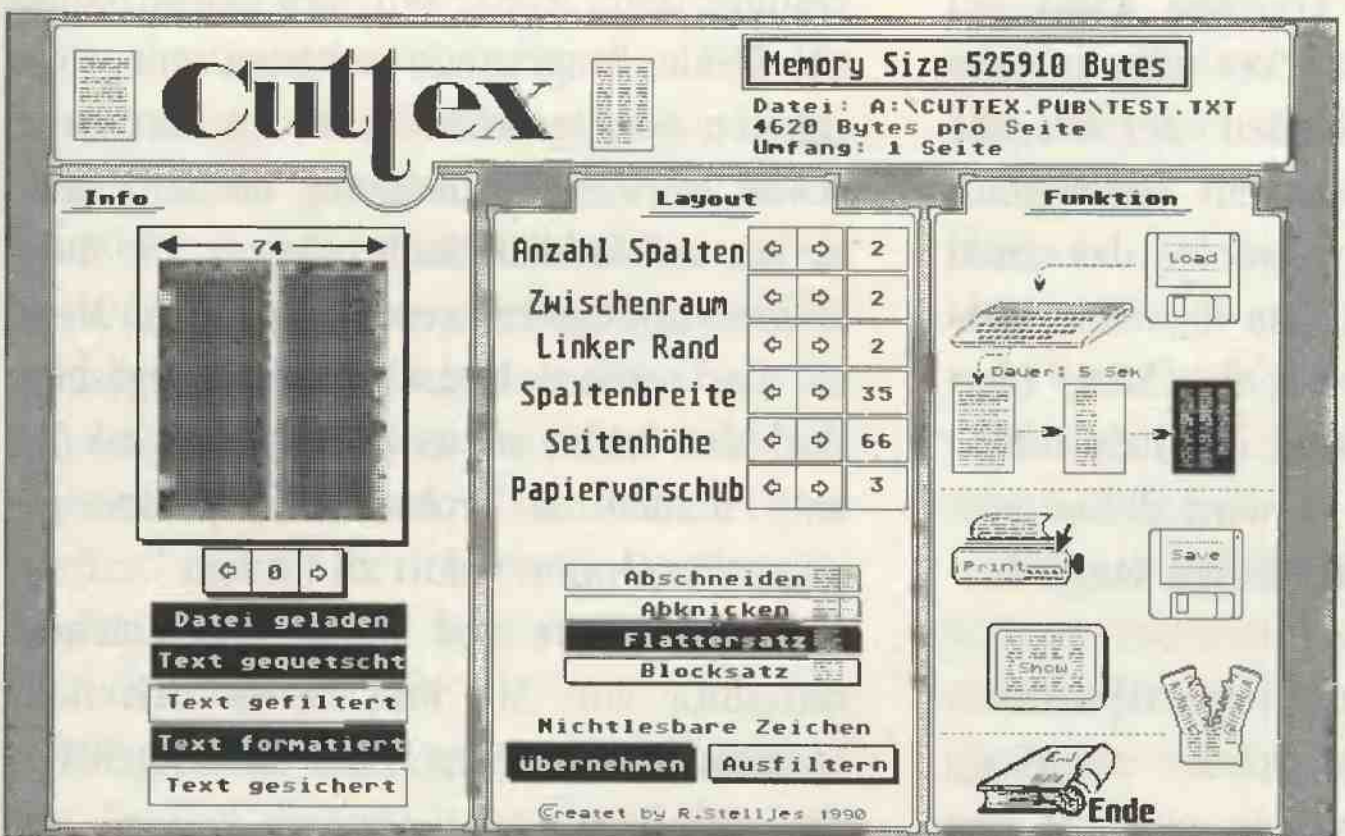 Cuttex
Memory Size 525910 Bytes
Datei: A:\CUTTEX.PUB\TEST.TXT
4620 Bytes pro Seite
Umfang: 1 Seite
Info
74
0
Datei geladen
Text gequetscht
Text gefiltert
Text formatiert
Text gesichert
Layout
Anzahl Spalten 2
Zwischenraum 2
Linker Rand 2
Spaltenbreite 35
Seitenhöhe 66
Papiervorschub 3
Abschneiden
Abknicken
Flattersatz
Blocksatz
Nichtlesbare Zeichen
übernehmen Ausfiltern
Createt by R.Stelljes 1990
Funktion
Load
Dauer: 5 Sek
Print
Save
Show
End
Ende